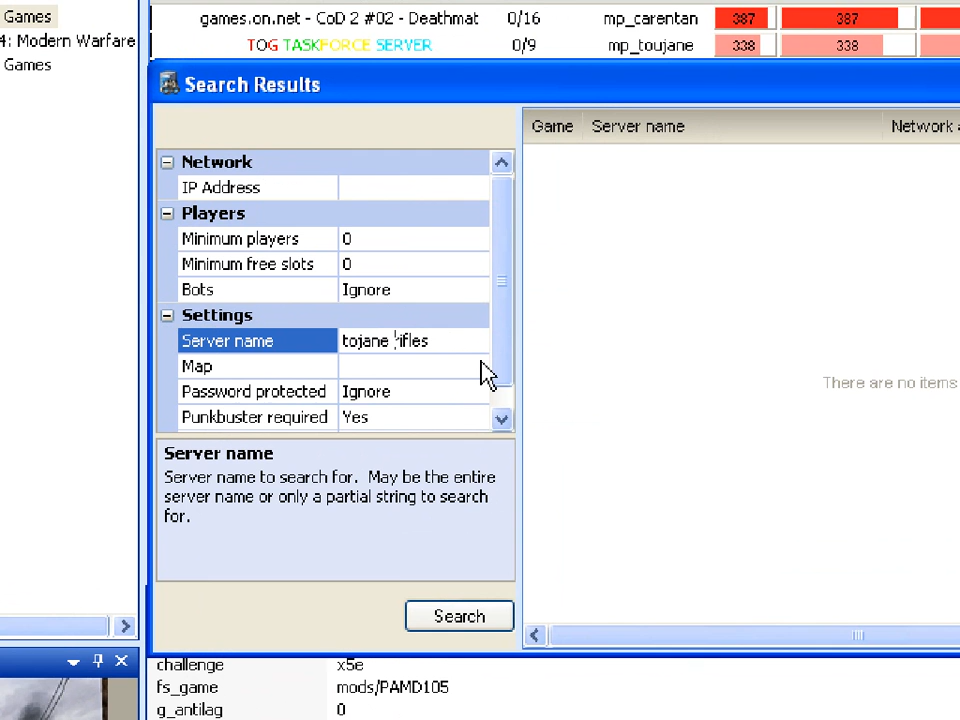 Games
4: Modern Warfare
Games
games.on.net - CoD 2 #02 - Deathmat 0/16 mp_carentan 387 387
TOG TASKFORCE SERVER 0/9 mp_toujane 338 338
Search Results
Game Server name Network
Network
IP Address
Players
Minimum players 0
Minimum free slots 0
Bots Ignore
Settings
Server name tojane rifles
Map
Password protected Ignore
Punkbuster required Yes
There are no items
Server name
Server name to search for. May be the entire
server name or only a partial string to search
for.
Search
challenge x5e
fs_game mods/PAMD105
g_antilag 0